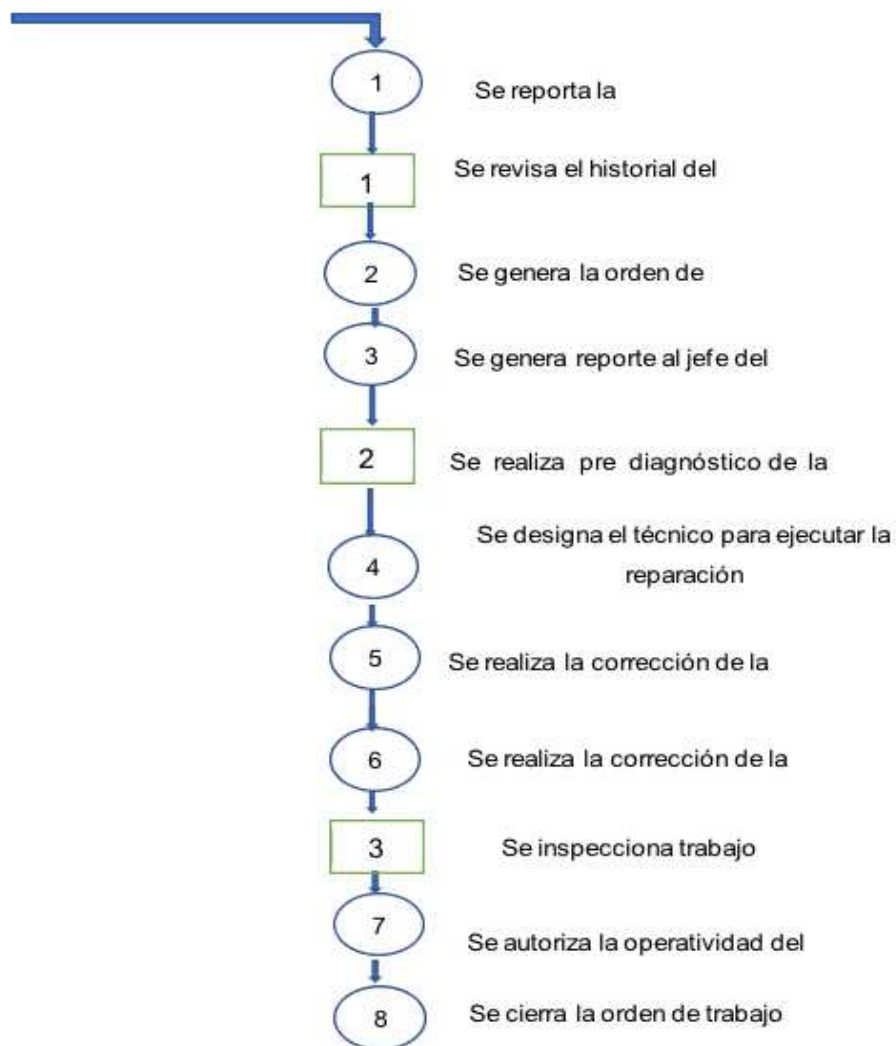 1
Se reporta la
1
Se revisa el historial del
2
Se genera la orden de
3
Se genera reporte al jefe del
2
Se realiza pre diagnóstico de la
4
Se designa el técnico para ejecutar la
reparación
5
Se realiza la corrección de la
6
Se realiza la corrección de la
3
Se inspecciona trabajo
7
Se autoriza la operatividad del
8
Se cierra la orden de trabajo